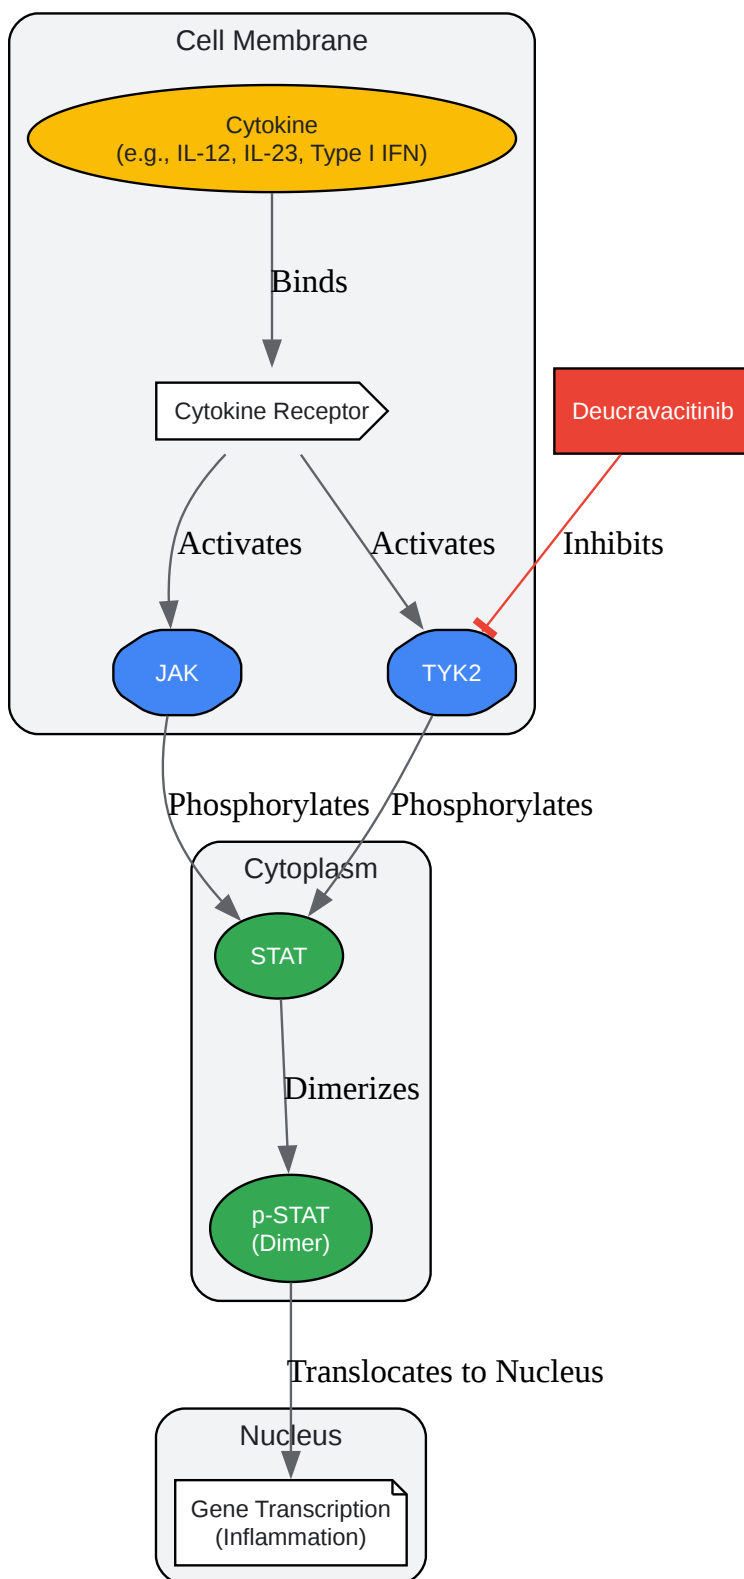 Cell Membrane
Cytokine
(e.g., IL-12, IL-23, Type I IFN)
Binds
Cytokine Receptor
Deucravacitinib
Activates
Activates
Inhibits
JAK
TYK2
Phosphorylates
Phosphorylates
Cytoplasm
STAT
Dimerizes
p-STAT
(Dimer)
Translocates to Nucleus
Nucleus
Gene Transcription
(Inflammation)